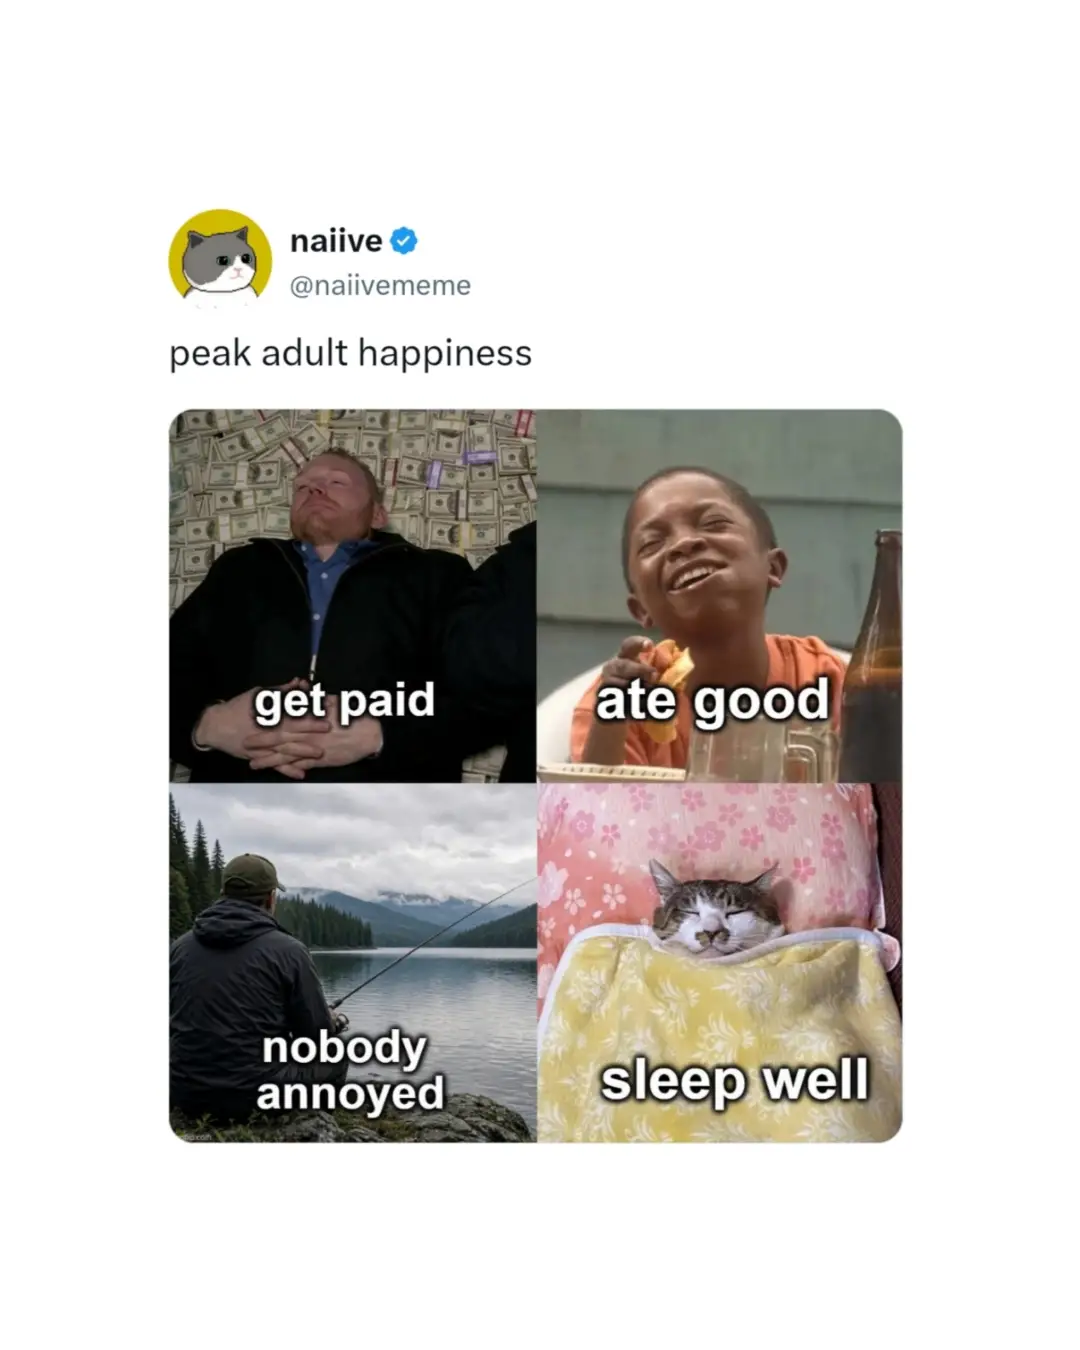 naiive
@naiivememe
peak adult happiness
get paid
ate good
nobody
annoyed
sleep well